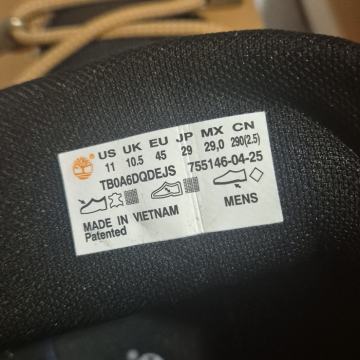 US UK EU JP MX CN
11 10.5 45 29 29,0 290(2.5)
TB0A6DQDEJS 755146-04-25
MADE IN VIETNAM MENS
Patented